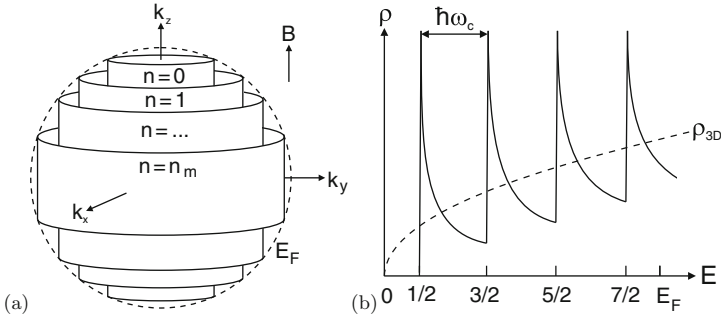 k_z
B
n=0
n=1
n=...
n=n_m
k_y
k_x
E_F
(a)
ρ
ħω_c
ρ_3D
0 1/2 3/2 5/2 7/2 E_F E
(b)